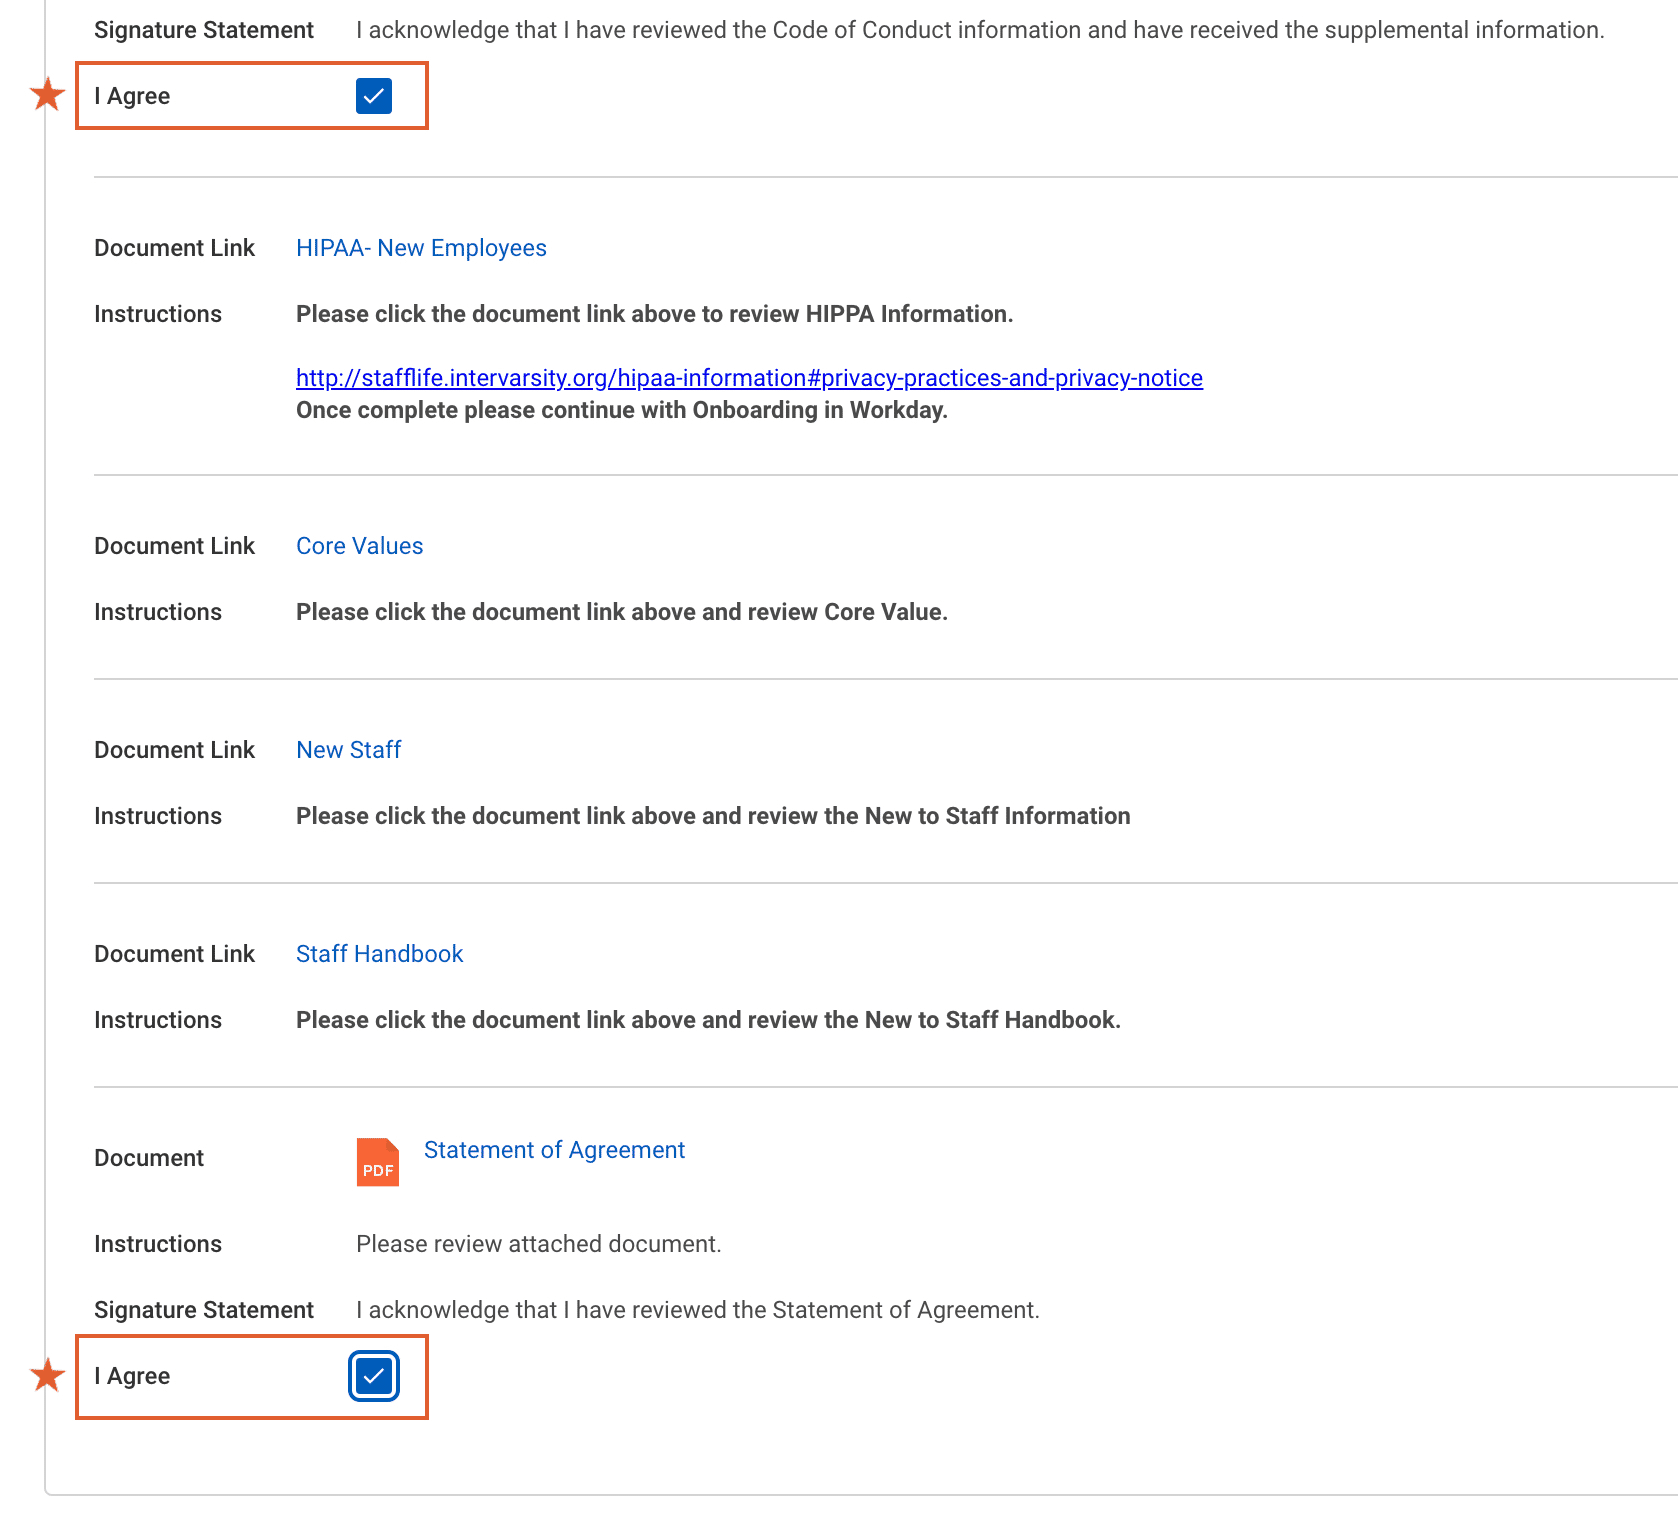 Signature Statement I acknowledge that I have reviewed the Code of Conduct information and have received the supplemental information.
I Agree
Document Link HIPAA- New Employees
Instructions Please click the document link above to review HIPPA Information.
http://stafflife.intervarsity.org/hipaa-information#privacy-practices-and-privacy-notice
Once complete please continue with Onboarding in Workday.
Document Link Core Values
Instructions Please click the document link above and review Core Value.
Document Link New Staff
Instructions Please click the document link above and review the New to Staff Information
Document Link Staff Handbook
Instructions Please click the document link above and review the New to Staff Handbook.
Document PDF Statement of Agreement
Instructions Please review attached document.
Signature Statement I acknowledge that I have reviewed the Statement of Agreement.
I Agree